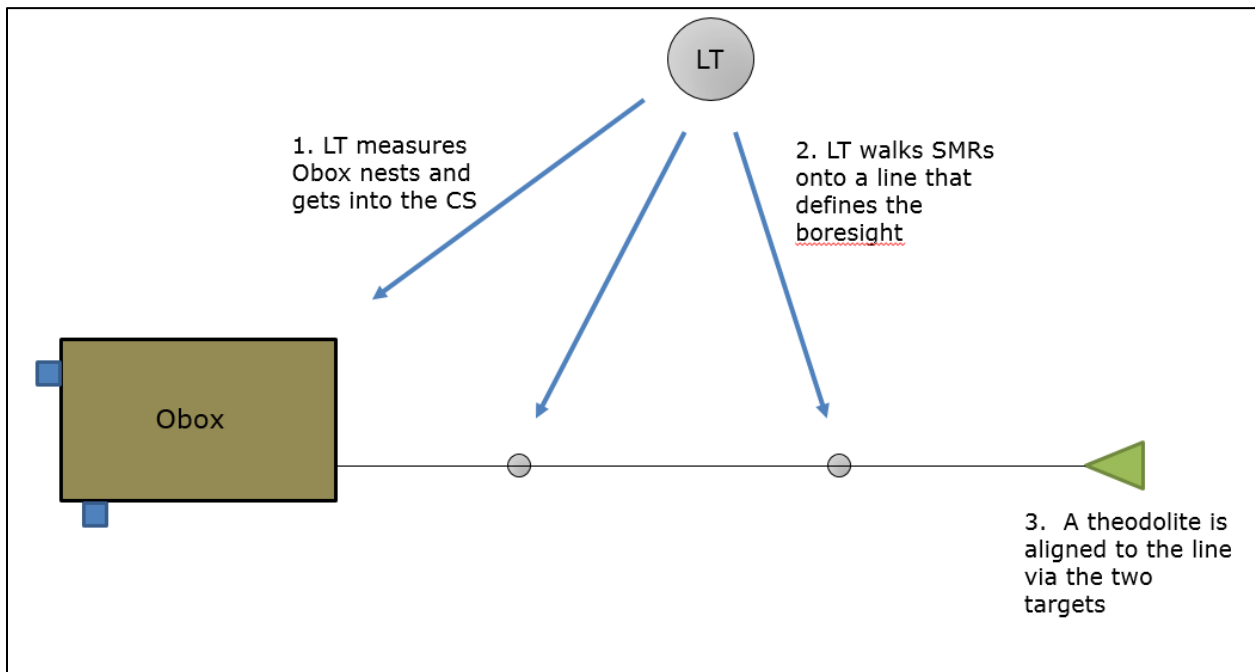 LT
1. LT measures
Obox nests and
gets into the CS
2. LT walks SMRs
onto a line that
defines the
boresight
Obox
3. A theodolite is
aligned to the line
via the two
targets